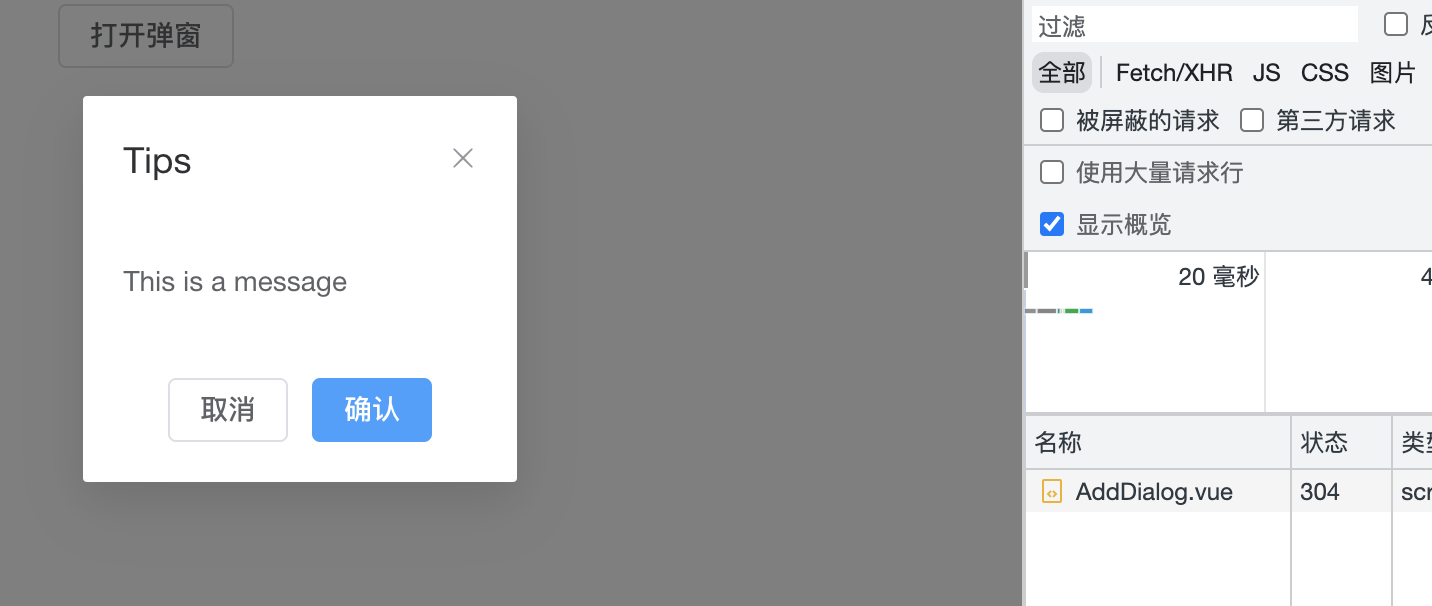 打开弹窗
Tips
This is a message
取消
确认
过滤
全部 Fetch/XHR JS CSS 图片
被屏蔽的请求 第三方请求
使用大量请求行
显示概览
20 毫秒 4
名称 状态
AddDialog.vue 304 scr